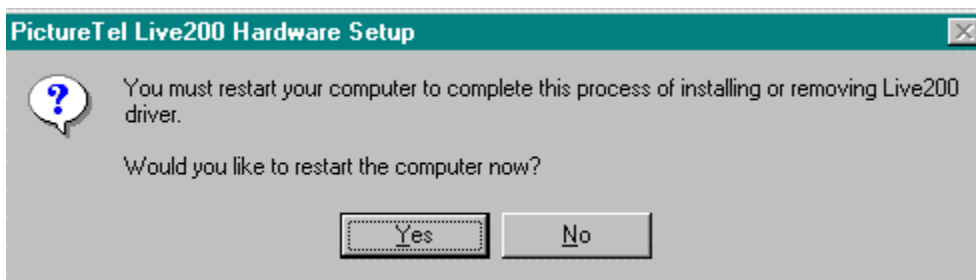 PictureTel Live200 Hardware Setup
You must restart your computer to complete this process of installing or removing Live200
driver.
Would you like to restart the computer now?
Yes No